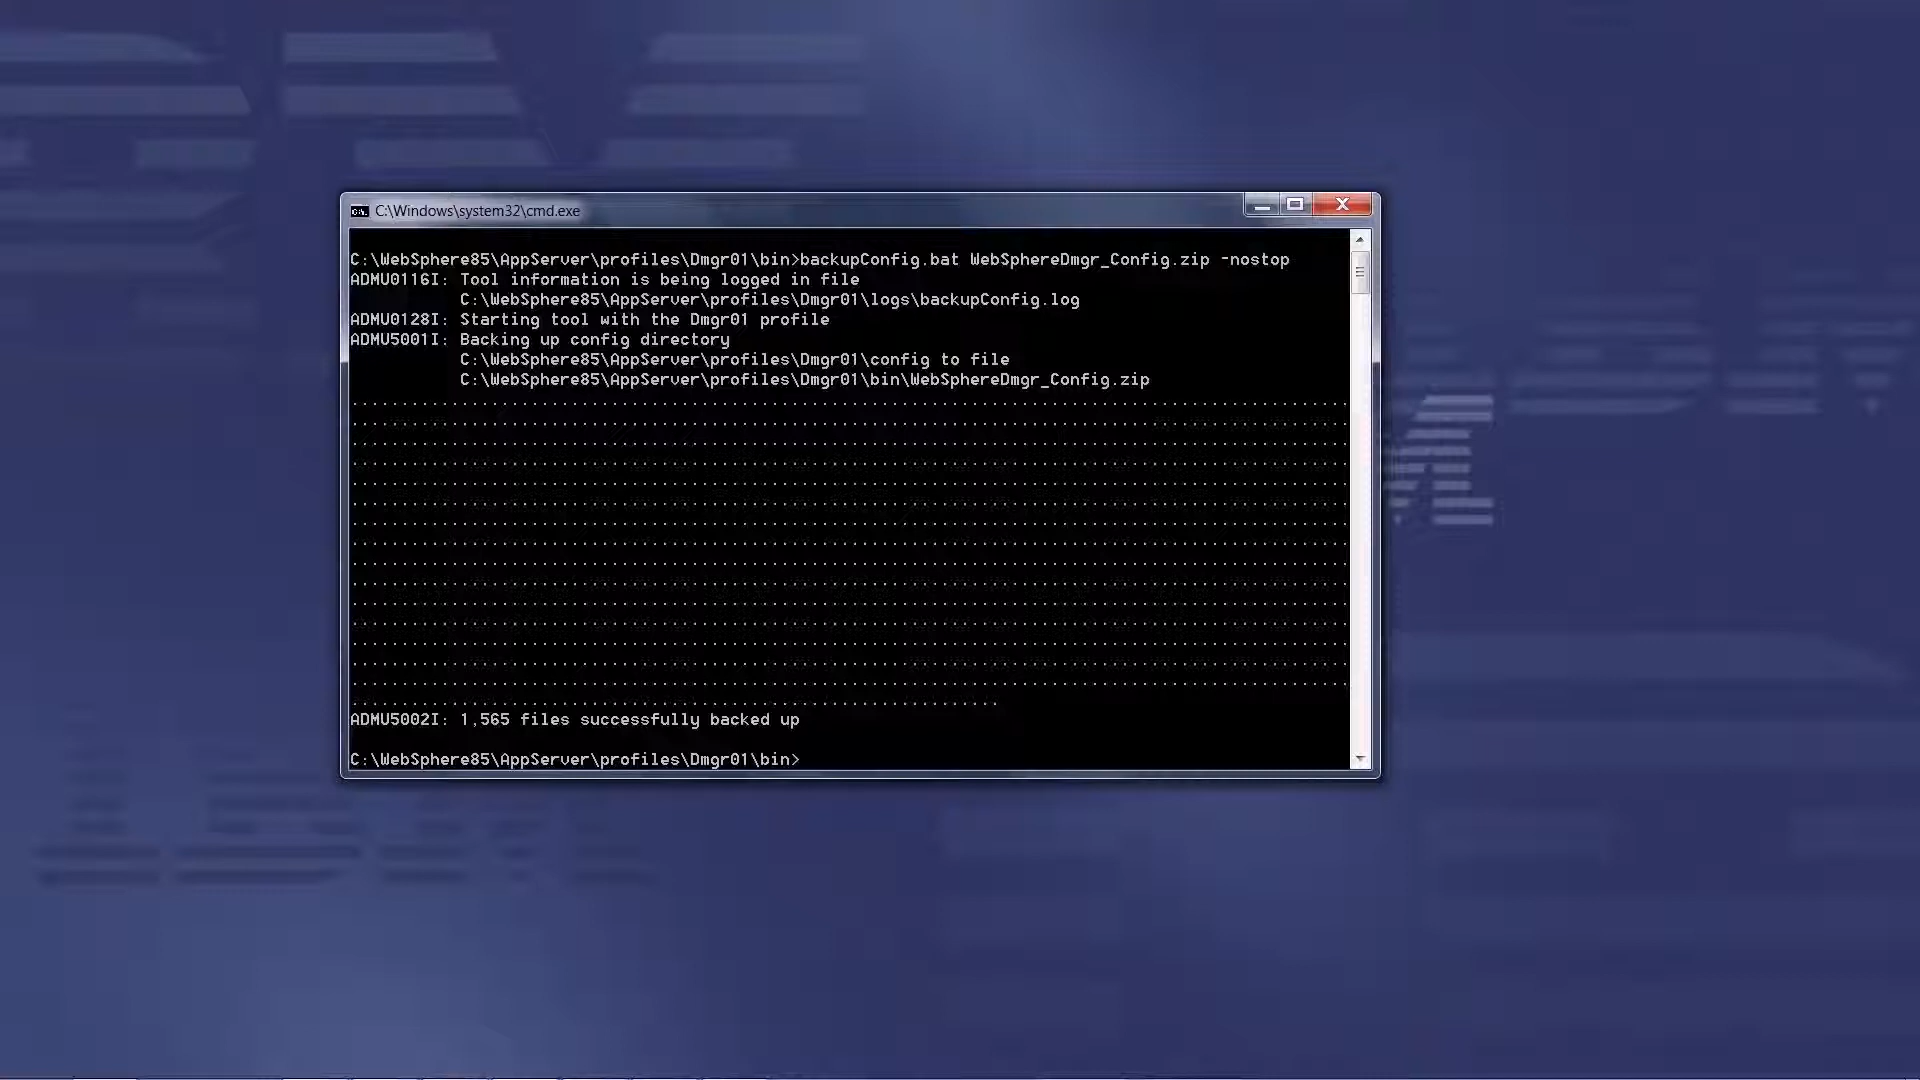 C:\Windows\system32\cmd.exe
C:\WebSphere85\AppServer\profiles\Dmgr01\bin>backupConfig.bat WebSphereDmgr_Config.zip -nostop
ADMU0116I: Tool information is being logged in file
C:\WebSphere85\AppServer\profiles\Dmgr01\logs\backupConfig.log
ADMU0128I: Starting tool with the Dmgr01 profile
ADMU5001I: Backing up config directory
C:\WebSphere85\AppServer\profiles\Dmgr01\config to file
C:\WebSphere85\AppServer\profiles\Dmgr01\bin\WebSphereDmgr_Config.zip
ADMU5002I: 1,565 files successfully backed up
C:\WebSphere85\AppServer\profiles\Dmgr01\bin>